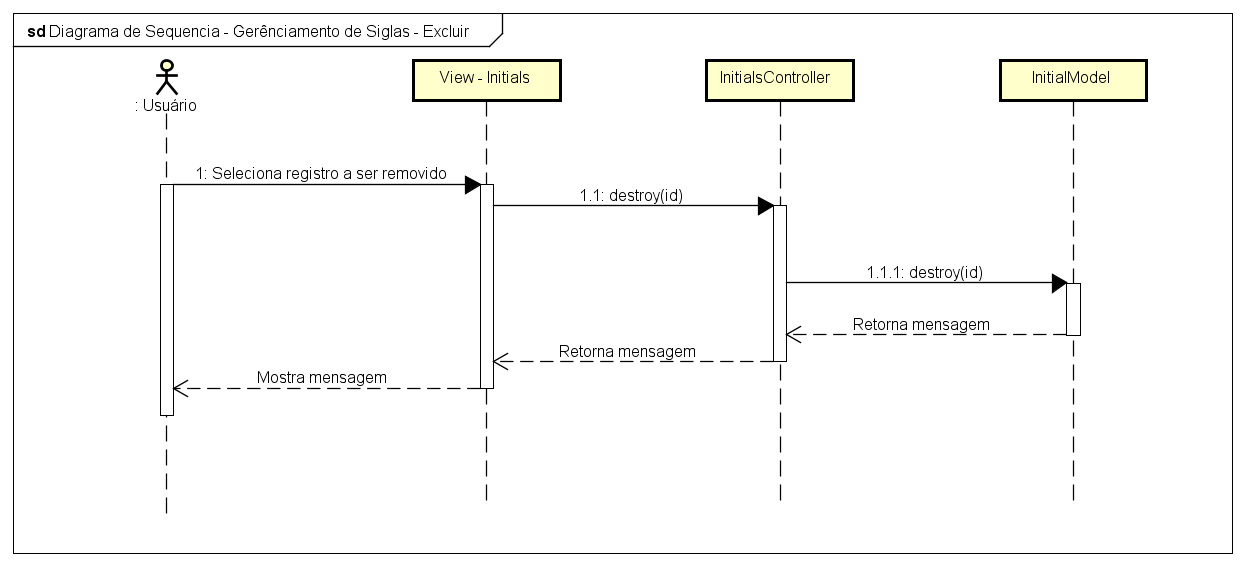 sd Diagrama de Sequencia - Gerênciamento de Siglas - Excluir
: Usuário
View - Initials
InitialsController
InitialModel
1: Seleciona registro a ser removido
1.1: destroy(id)
1.1.1: destroy(id)
Retorna mensagem
Retorna mensagem
Mostra mensagem